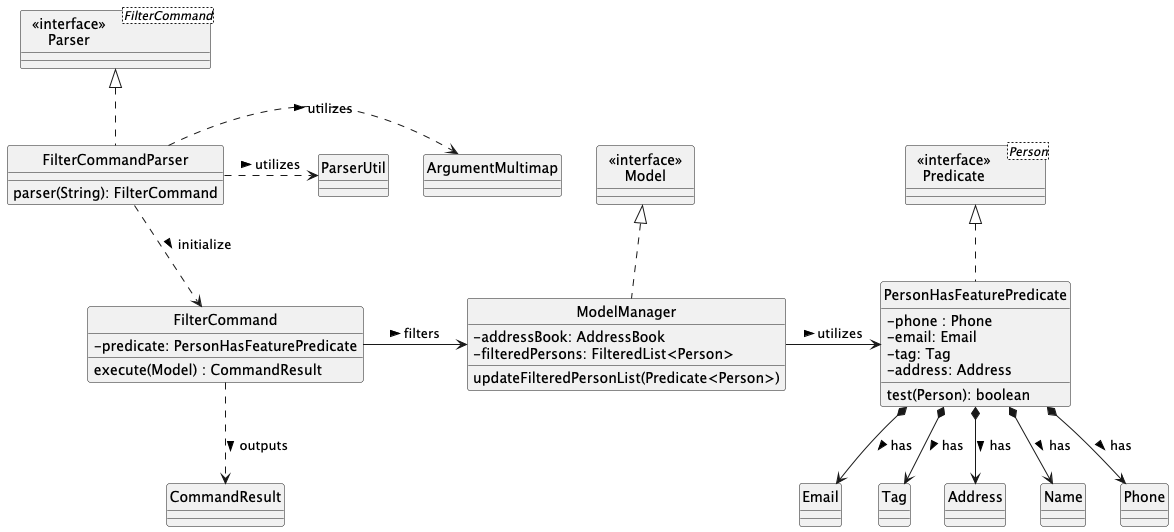 FilterCommand
«interface»
Parser
utilizes
FilterCommandParser
parser(String): FilterCommand
utilizes
ParserUtil
ArgumentMultimap
«interface»
Model
Person
«interface»
Predicate
initialize
FilterCommand
-predicate: PersonHasFeaturePredicate
execute(Model) : CommandResult
filters
ModelManager
-addressBook: AddressBook
-filteredPersons: FilteredList<Person>
updateFilteredPersonList(Predicate<Person>)
utilizes
PersonHasFeaturePredicate
-phone : Phone
-email: Email
-tag: Tag
-address: Address
test(Person): boolean
outputs
has
has
has
has
has
CommandResult
Email
Tag
Address
Name
Phone